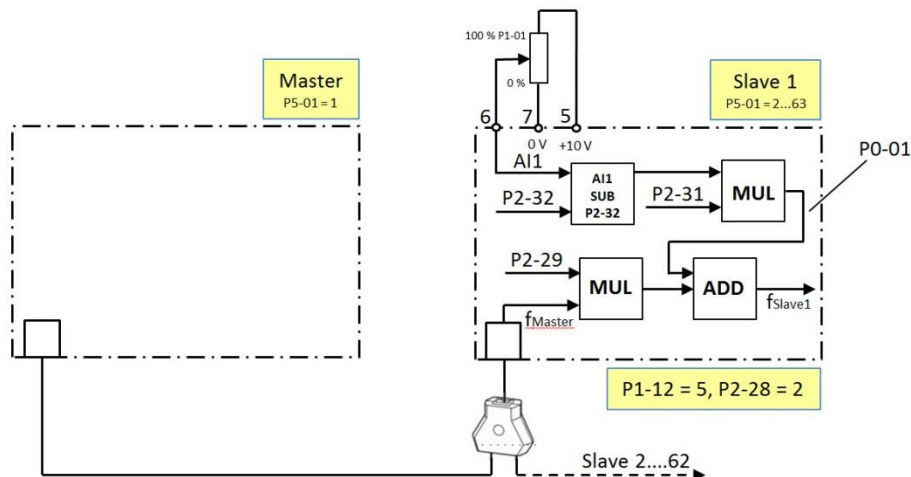 Master
P5-01 = 1
100 % P1-01
0 %
Slave 1
P5-01 = 2...63
6
7
5
0 V
+10 V
AI1
P2-32
AI1
SUB
P2-32
P2-31
MUL
P0-01
P2-29
MUL
ADD
fMaster
fSlave1
P1-12 = 5, P2-28 = 2
Slave 2....62